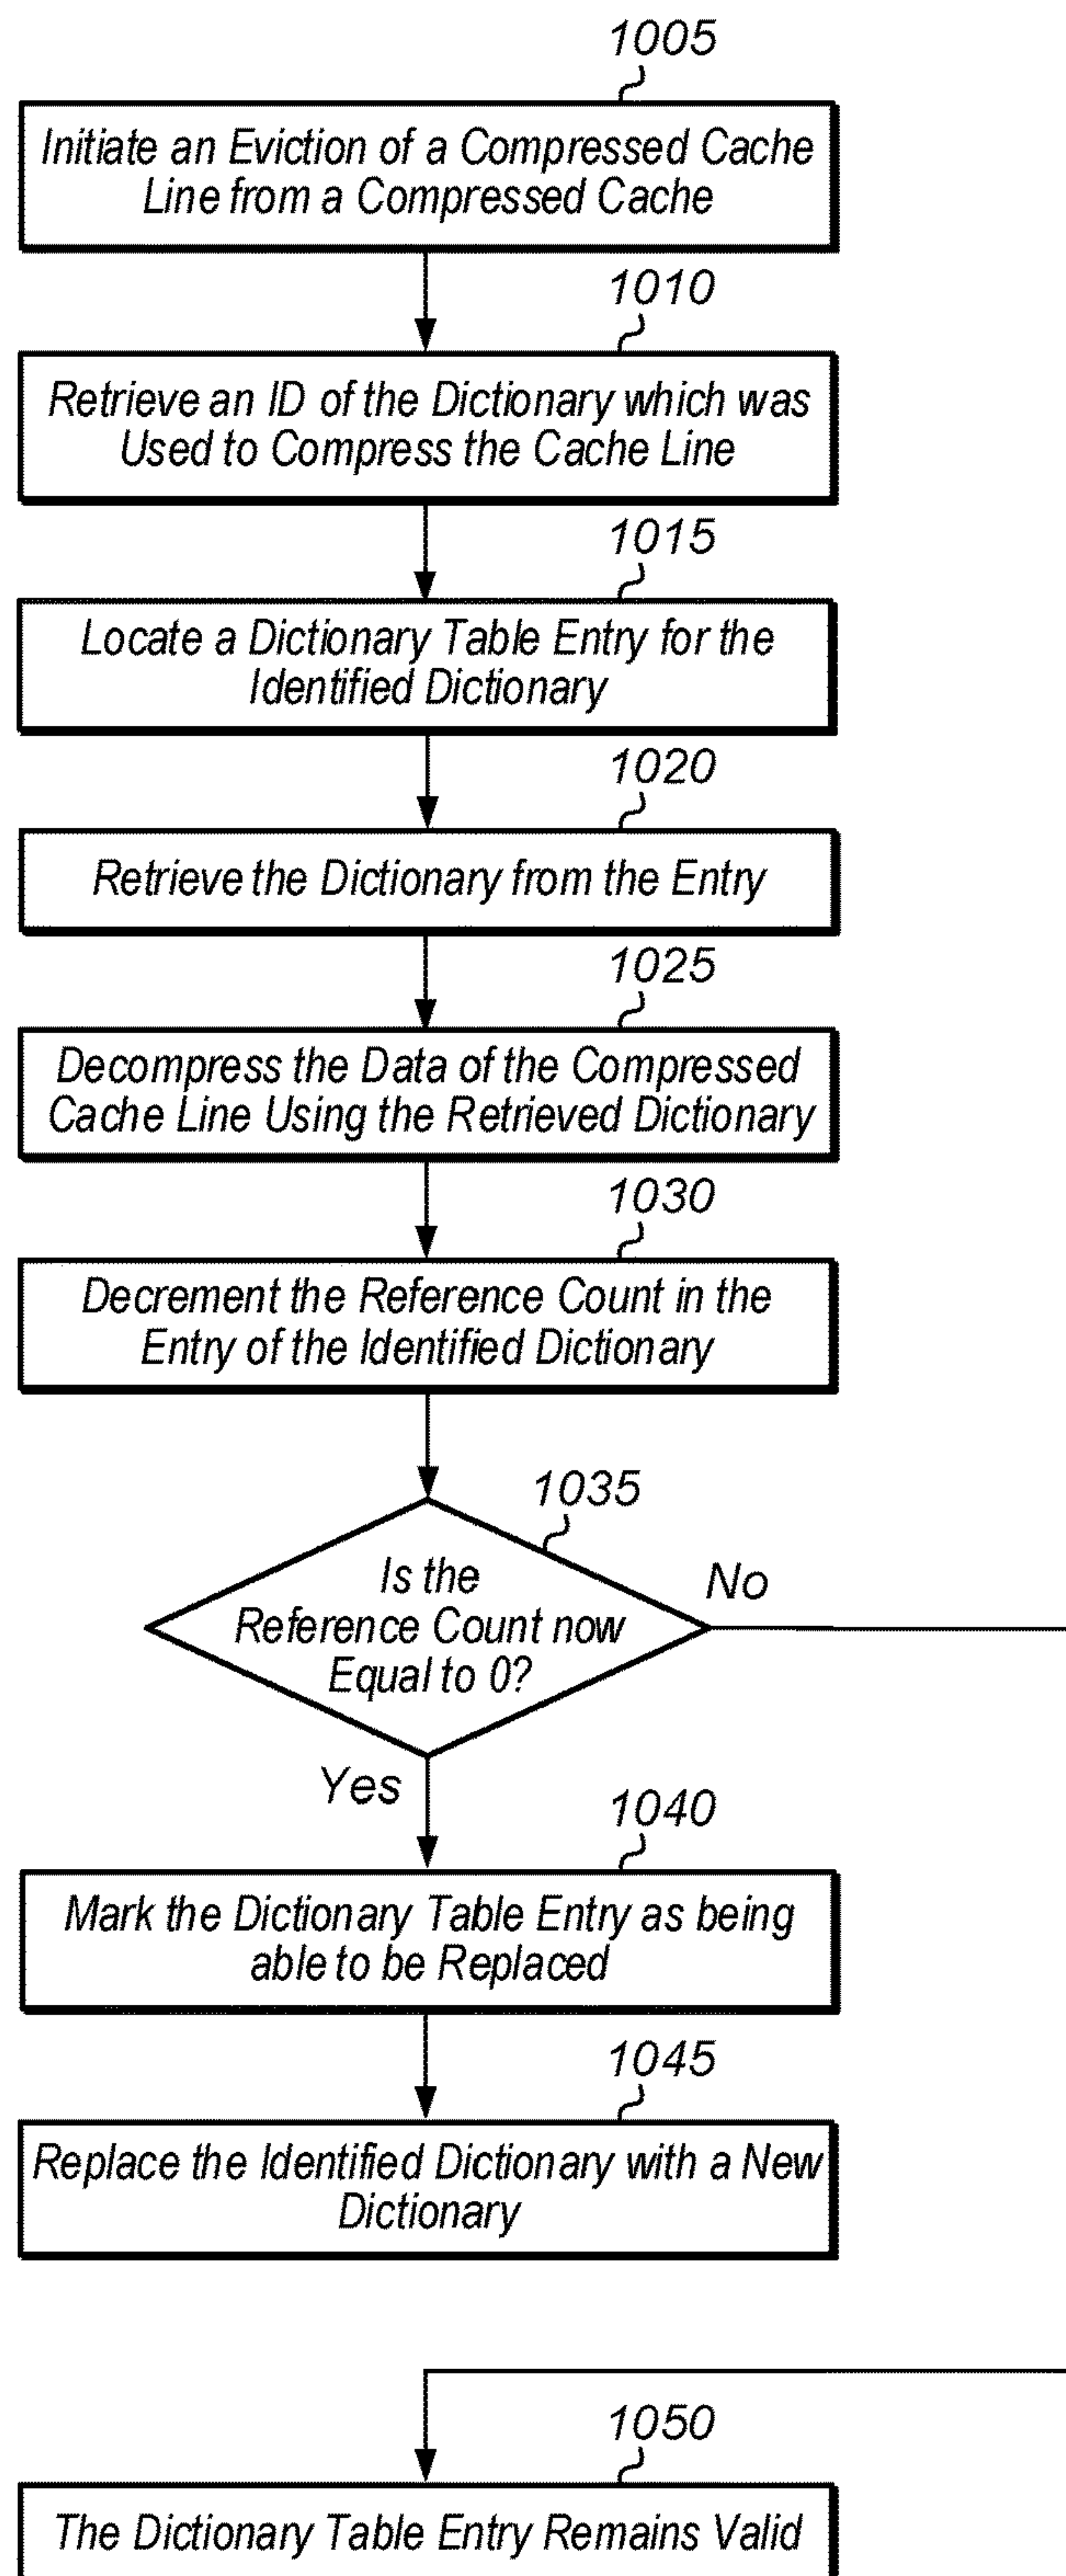 1005
Initiate an Eviction of a Compressed Cache
Line from a Compressed Cache
1010
Retrieve an ID of the Dictionary which was
Used to Compress the Cache Line
1015
Locate a Dictionary Table Entry for the
Identified Dictionary
1020
Retrieve the Dictionary from the Entry
1025
Decompress the Data of the Compressed
Cache Line Using the Retrieved Dictionary
1030
Decrement the Reference Count in the
Entry of the Identified Dictionary
1035
Is the
Reference Count now
Equal to 0?
No
Yes
1040
Mark the Dictionary Table Entry as being
able to be Replaced
1045
Replace the Identified Dictionary with a New
Dictionary
1050
The Dictionary Table Entry Remains Valid